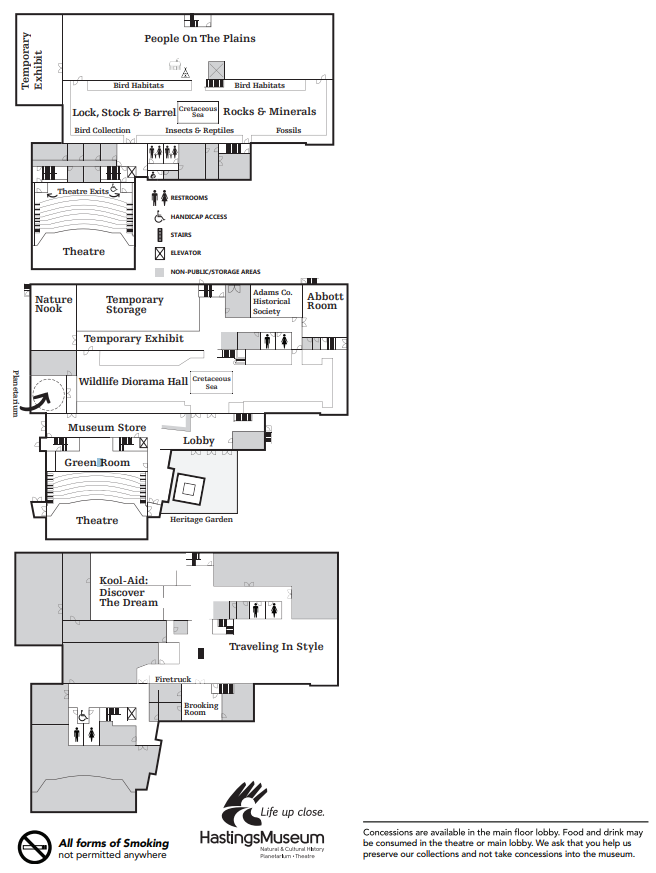 People On The Plains
Temporary
Exhibit
Bird Habitats
Bird Habitats
Lock, Stock & Barrel
Cretaceous
Sea
Rocks & Minerals
Bird Collection
Insects & Reptiles
Fossils
Theatre Exits
Theatre
RESTROOMS
HANDICAP ACCESS
STAIRS
ELEVATOR
NON-PUBLIC/STORAGE AREAS
Nature
Nook
Temporary
Storage
Adams Co.
Historical
Society
Abbott
Room
Temporary Exhibit
Wildlife Diorama Hall
Cretaceous
Sea
Planetarium
Museum Store
Lobby
Green Room
Theatre
Heritage Garden
Kool-Aid:
Discover
The Dream
Traveling In Style
Firetruck
Brooking
Room
All forms of Smoking
not permitted anywhere
Life up close.
HastingsMuseum
Natural & Cultural History
Planetarium • Theatre
Concessions are available in the main floor lobby. Food and drink may
be consumed in the theatre or main lobby. We ask that you help us
preserve our collections and not take concessions into the museum.